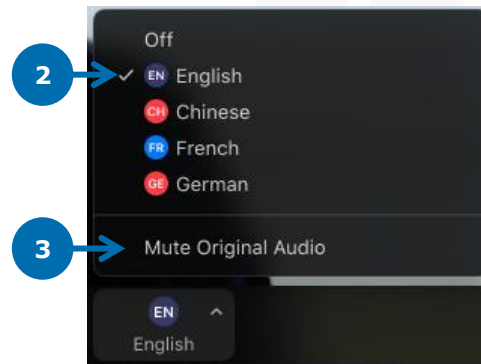 Off
2 ✓ EN English
CH Chinese
FR French
GE German
3 Mute Original Audio
EN
English